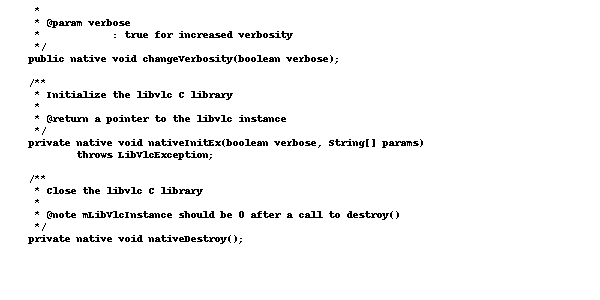 *
* @param verbose
*            : true for increased verbosity
*/
public native void changeVerbosity(boolean verbose);
/**
* Initialize the libvlc C library
*
* @return a pointer to the libvlc instance
*/
private native void nativeInitEx(boolean verbose, String[] params)
throws LibVlcException;
/**
* Close the libvlc C library
*
* @note mLibVlcInstance should be 0 after a call to destroy()
*/
private native void nativeDestroy();